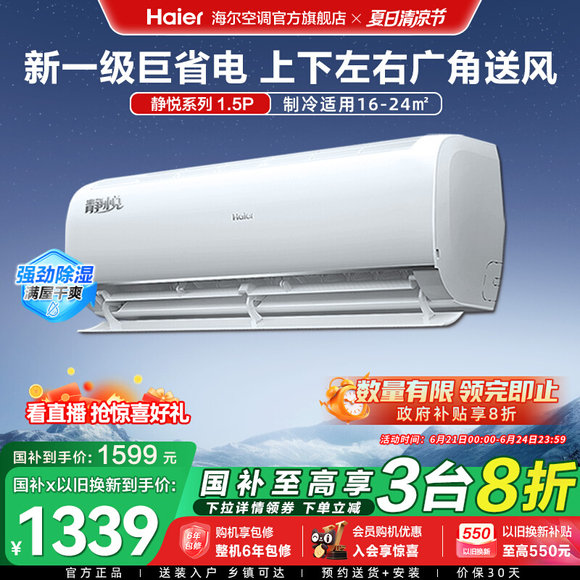 Haier 海尔空调官方旗舰店 × 夏日清凉节
新一级巨省电 上下左右广角送风
静悦系列 1.5P 制冷适用16-24㎡
静悦
Haier
强劲除湿
满屋干爽
看直播 抢惊喜好礼
数量有限 领完即止
政府补贴享8折
活动时间：6月21日00:00-6月24日23:59
国补到手价：1599 元
国补x以旧换新到手价：
¥1339
国补至高享 3台8折
下拉详情领券 下单立减
6年包修
购机享包修
整机6年包修
会员购机优惠
入会享惊喜
550
以旧换新
以旧换新补贴
至高550元
官方正品 送装入户 乡镇可达 预约送货+安装 价保30天